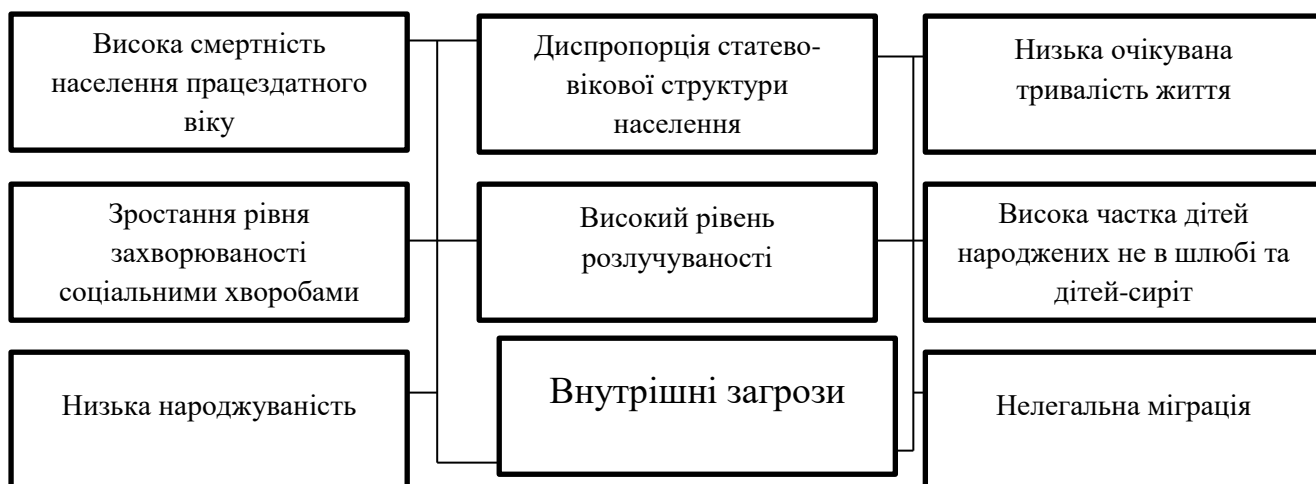 Висока смертність
населення працездатного
віку
Диспропорція статево-
вікової структури
населення
Низька очікувана
тривалість життя
Зростання рівня
захворюваності
соціальними хворобами
Високий рівень
розлучуваності
Висока частка дітей
народжених не в шлюбі та
дітей-сиріт
Низька народжуваність
Внутрішні загрози
Нелегальна міграція